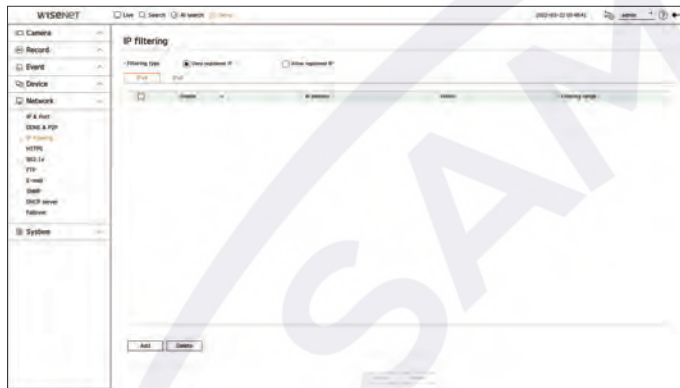 WISENET
Live Search AI search Setup
admin
Camera
Record
Event
Device
Network
IP & Port
DDNS & P2P
IP filtering
HTTPS
802.1x
FTP
E-mail
SNMP
DHCP server
Failover
System
IP filtering
Filtering type Deny registered IP Allow registered IP
IPv4 IPv6
Enable IP address Prefix Filtering range
Add Delete
SAM